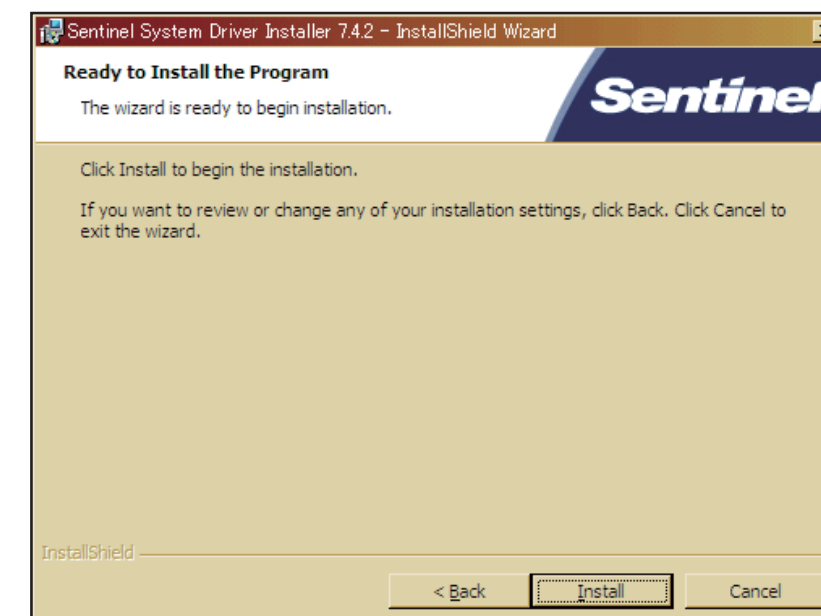 Sentinel System Driver Installer 7.4.2 - InstallShield Wizard
Ready to Install the Program
The wizard is ready to begin installation.
Sentinel
Click Install to begin the installation.
If you want to review or change any of your installation settings, click Back. Click Cancel to
exit the wizard.
InstallShield
< Back
Install
Cancel